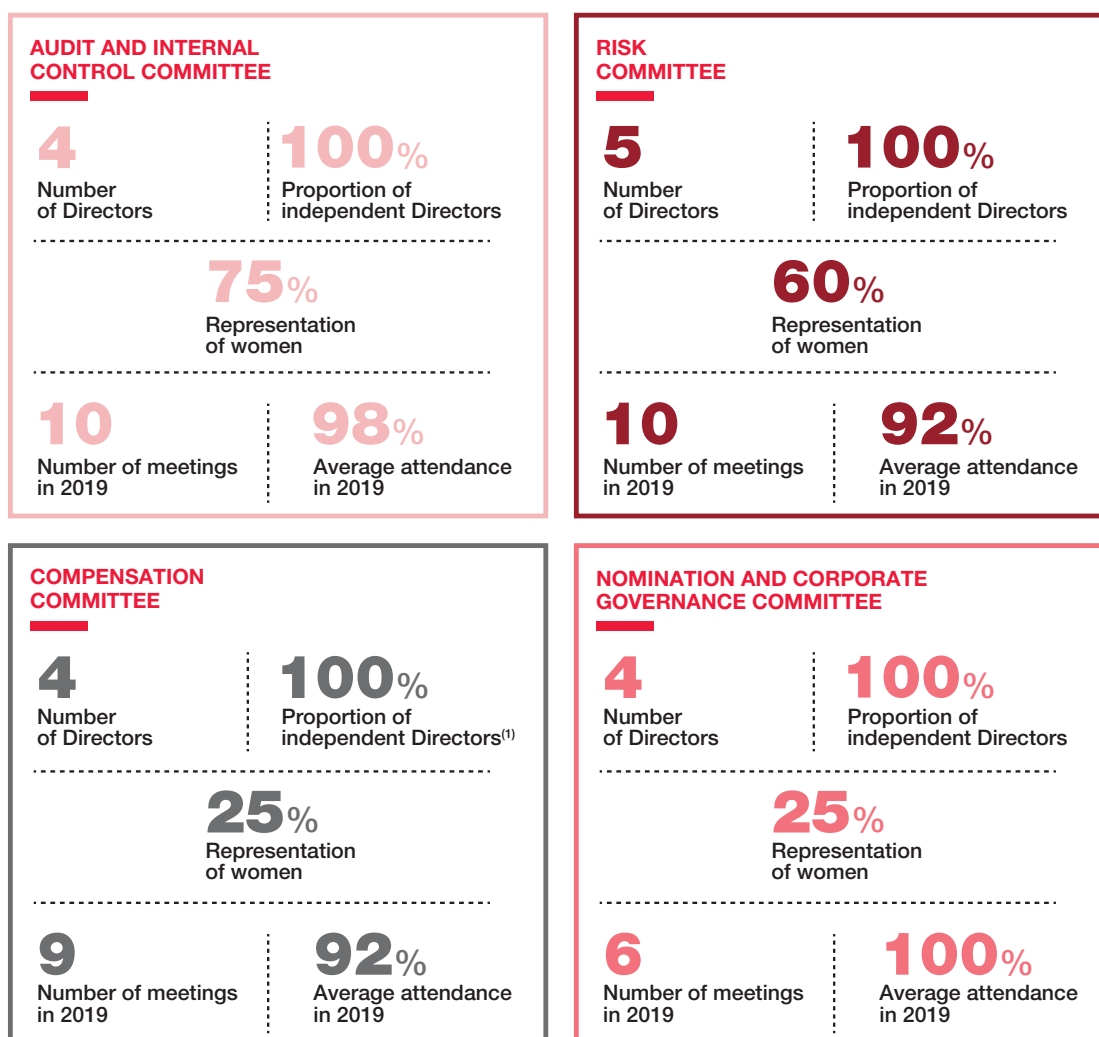 AUDIT AND INTERNAL
CONTROL COMMITTEE
4
Number
of Directors
100%
Proportion of
independent Directors
75%
Representation
of women
10
Number of meetings
in 2019
98%
Average attendance
in 2019
RISK
COMMITTEE
5
Number
of Directors
100%
Proportion of
independent Directors
60%
Representation
of women
10
Number of meetings
in 2019
92%
Average attendance
in 2019
COMPENSATION
COMMITTEE
4
Number
of Directors
100%
Proportion of
independent Directors(1)
25%
Representation
of women
9
Number of meetings
in 2019
92%
Average attendance
in 2019
NOMINATION AND CORPORATE
GOVERNANCE COMMITTEE
4
Number
of Directors
100%
Proportion of
independent Directors
25%
Representation
of women
6
Number of meetings
in 2019
100%
Average attendance
in 2019